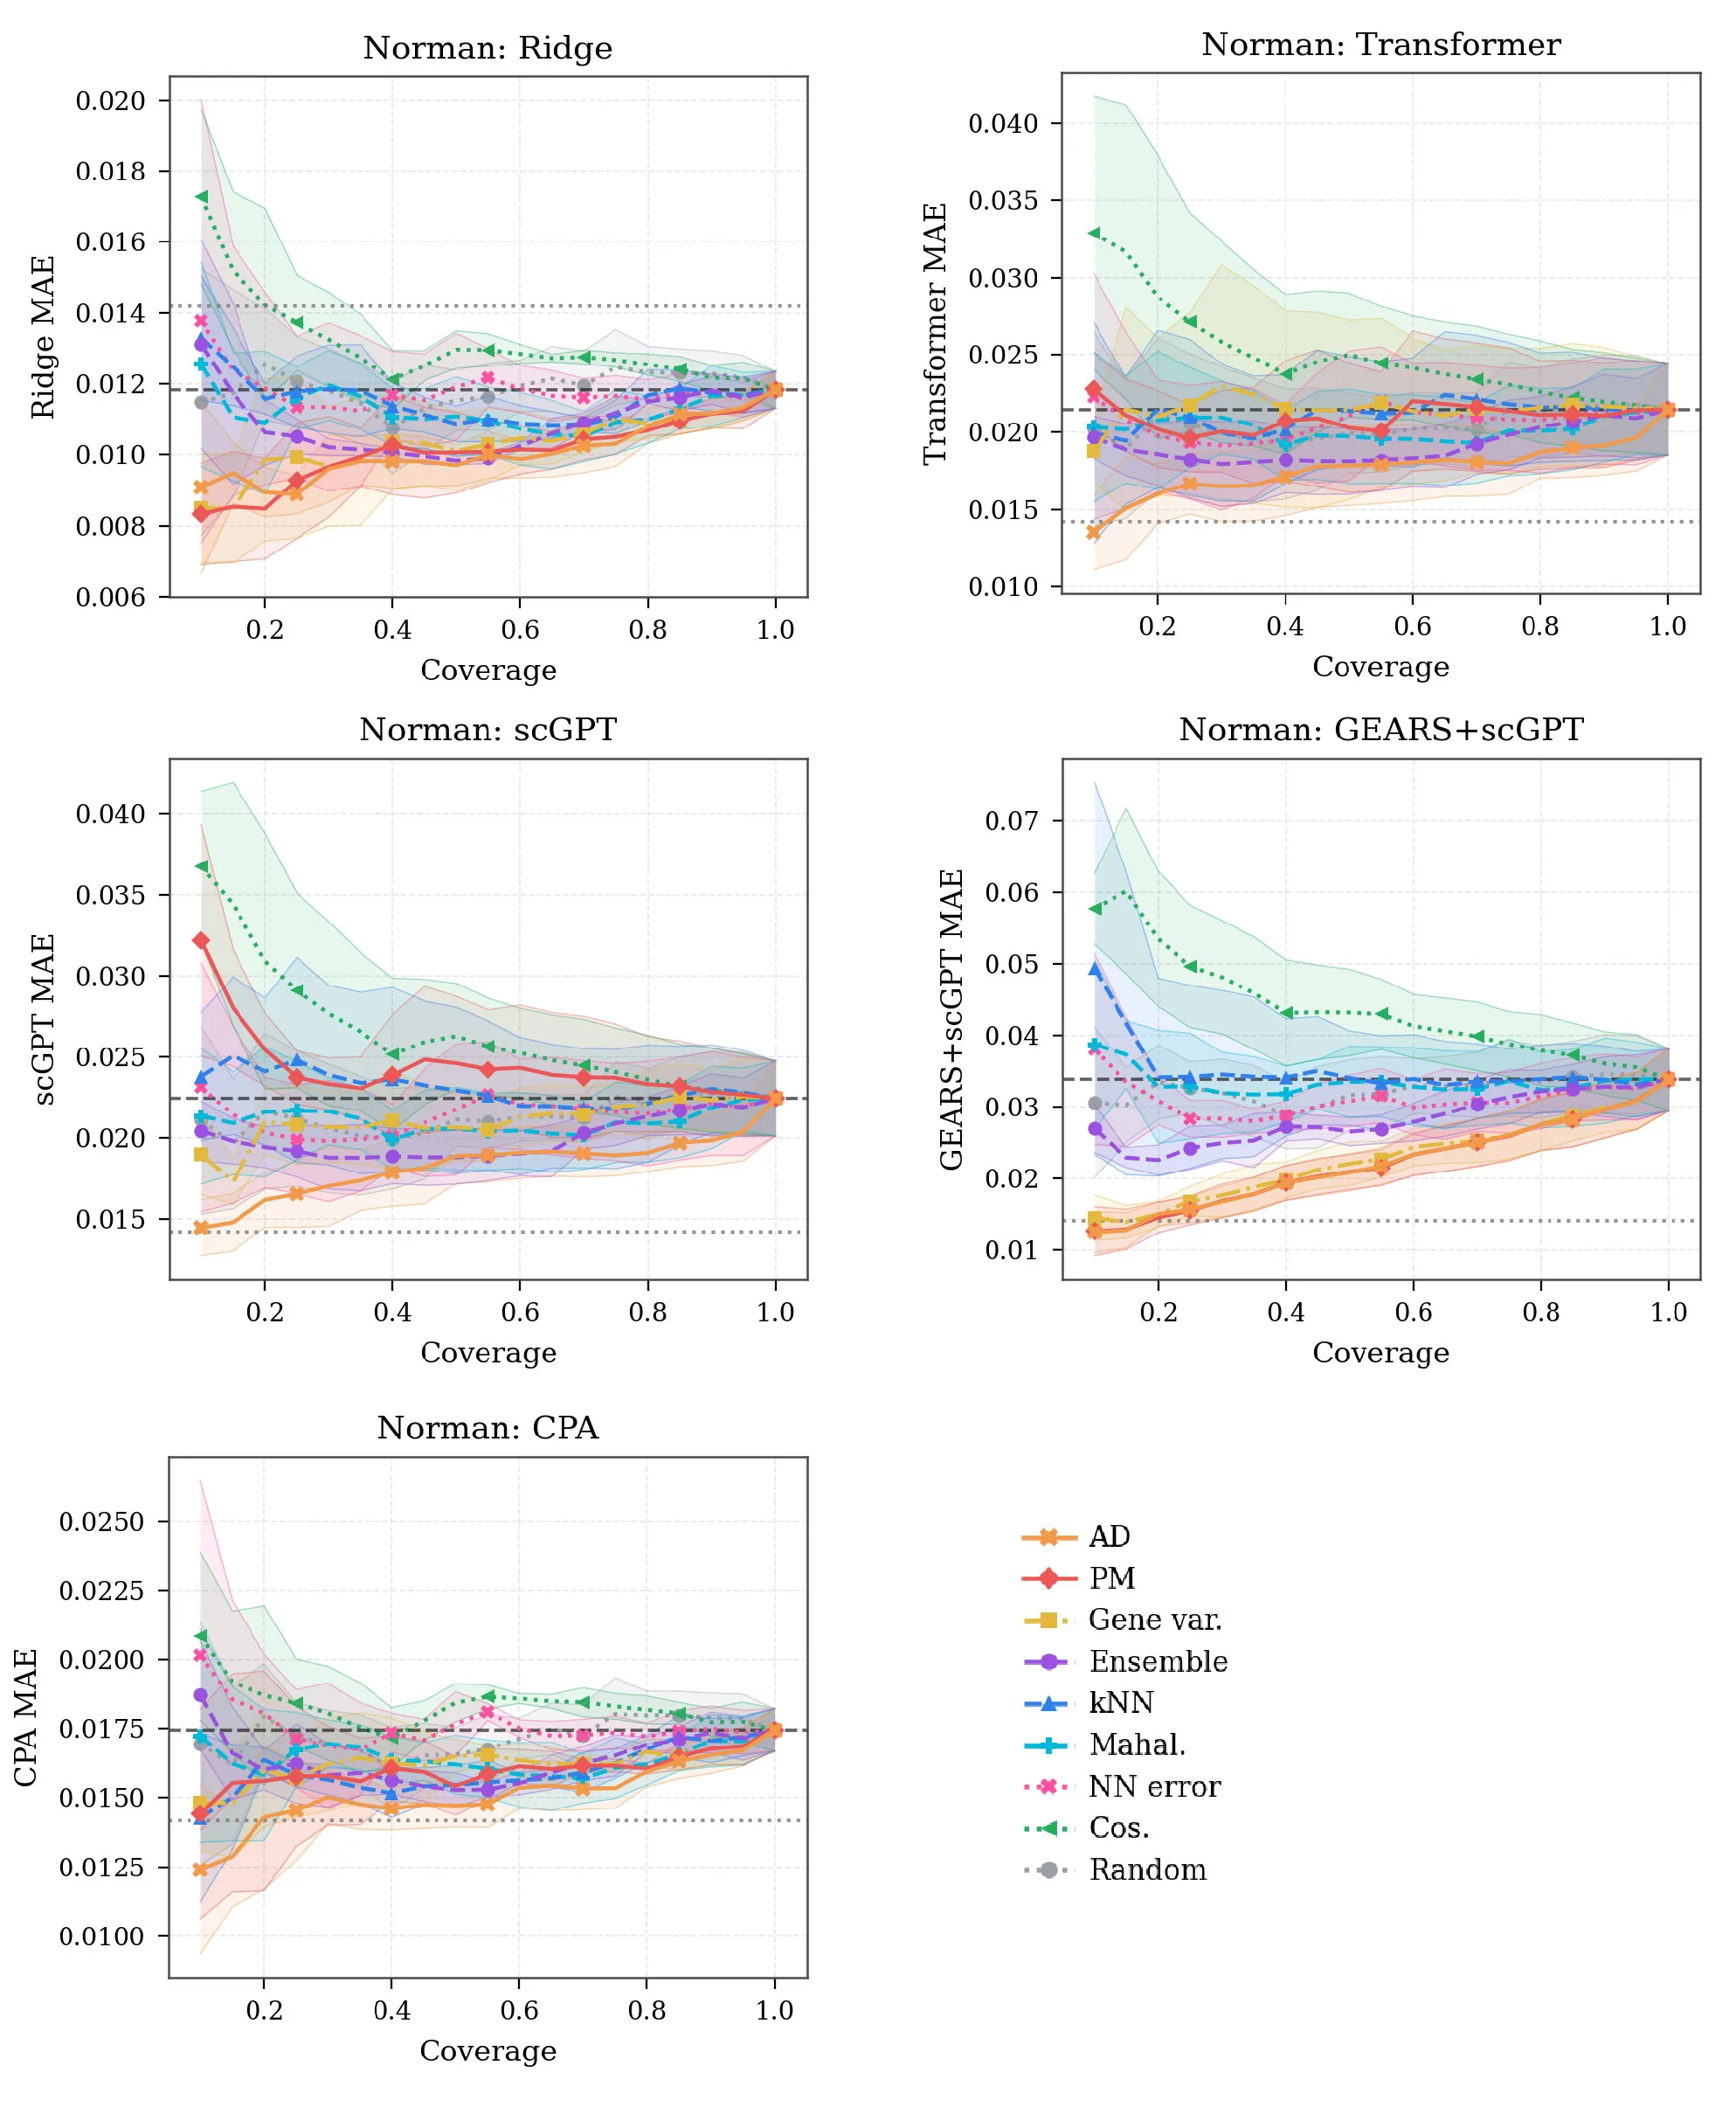 Norman: Ridge
Ridge MAE
0.020
0.018
0.016
0.014
0.012
0.010
0.008
0.006
0.2 0.4 0.6 0.8 1.0
Coverage
Norman: Transformer
Transformer MAE
0.040
0.035
0.030
0.025
0.020
0.015
0.010
0.2 0.4 0.6 0.8 1.0
Coverage
Norman: scGPT
scGPT MAE
0.040
0.035
0.030
0.025
0.020
0.015
0.2 0.4 0.6 0.8 1.0
Coverage
Norman: GEARS+scGPT
GEARS+scGPT MAE
0.07
0.06
0.05
0.04
0.03
0.02
0.01
0.2 0.4 0.6 0.8 1.0
Coverage
Norman: CPA
CPA MAE
0.0250
0.0225
0.0200
0.0175
0.0150
0.0125
0.0100
0.2 0.4 0.6 0.8 1.0
Coverage
AD
PM
Gene var.
Ensemble
kNN
Mahal.
NN error
Cos.
Random